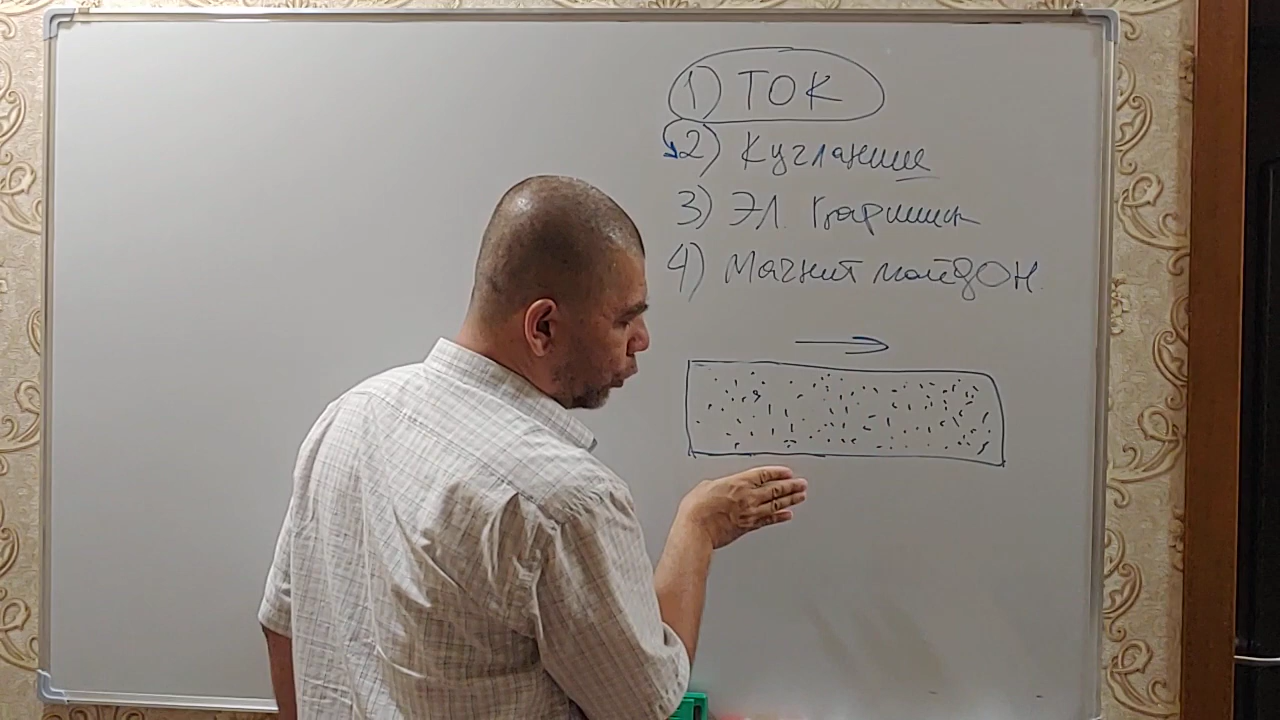 1) ТОК
2) Кучланиш
3) ЭЛ. қаршилик
4) Магнит майдон.